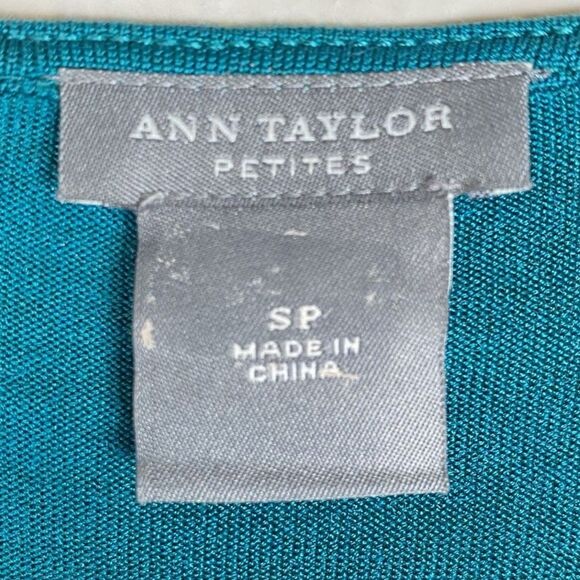 ANN TAYLOR
PETITES
SP
MADE IN
CHINA